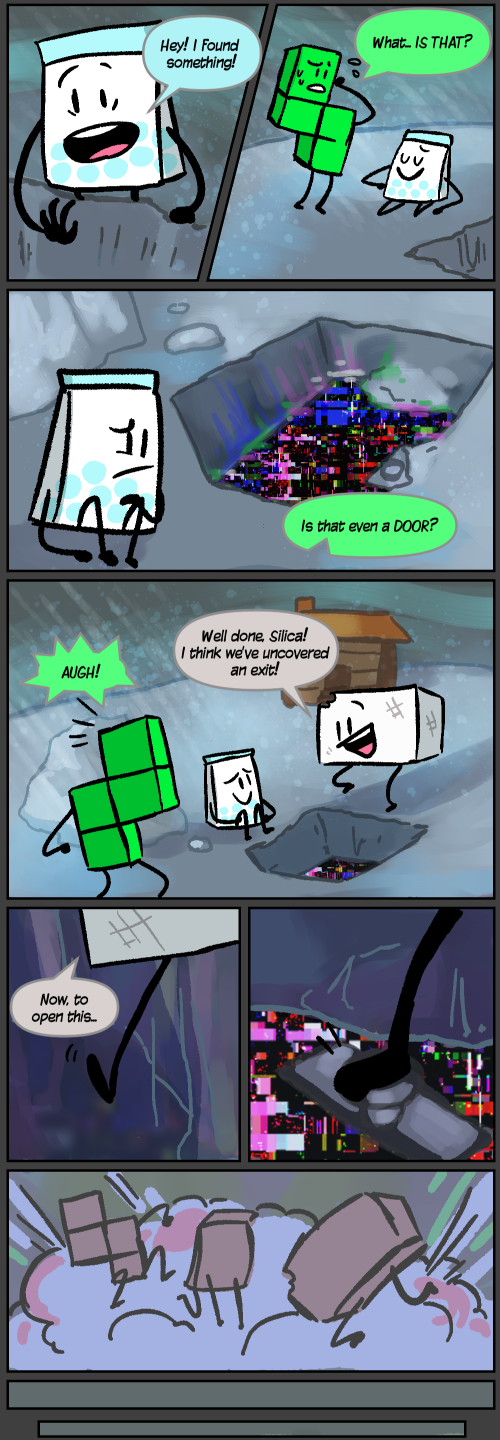 Hey! I Found
something!
What... IS THAT?
Is that even a DOOR?
AUGH!
Well done, Silica!
I think we've uncovered
an exit!
Now, to
open this...